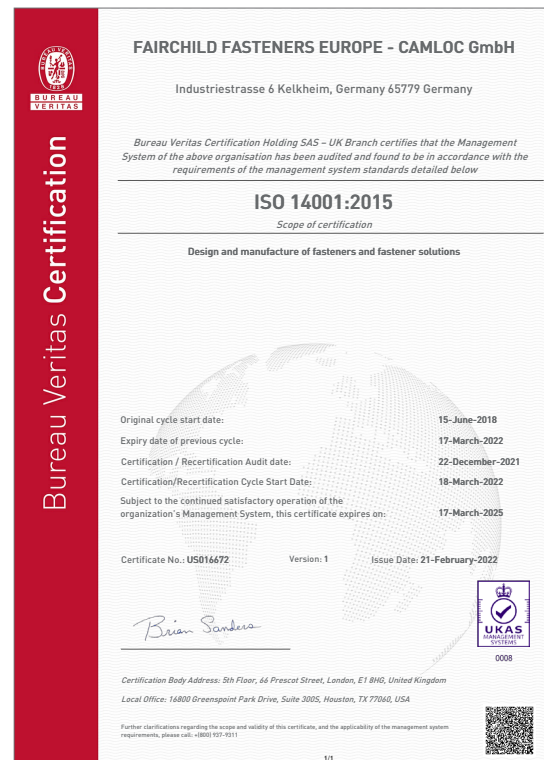 FAIRCHILD FASTENERS EUROPE - CAMLOC GmbH
Industriestrasse 6 Kelkheim, Germany 65779 Germany
BUREAU VERITAS
1828
BUREAU
VERITAS
Bureau Veritas Certification
Bureau Veritas Certification Holding SAS – UK Branch certifies that the Management
System of the above organisation has been audited and found to be in accordance with the
requirements of the management system standards detailed below
ISO 14001:2015
Scope of certification
Design and manufacture of fasteners and fastener solutions
Original cycle start date: 15-June-2018
Expiry date of previous cycle: 17-March-2022
Certification / Recertification Audit date: 22-December-2021
Certification/Recertification Cycle Start Date: 18-March-2022
Subject to the continued satisfactory operation of the
organization's Management System, this certificate expires on: 17-March-2025
Certificate No.: US016672 Version: 1 Issue Date: 21-February-2022
Brian Sanders
UKAS
MANAGEMENT
SYSTEMS
0008
Certification Body Address: 5th Floor, 66 Prescot Street, London, E1 8HG, United Kingdom
Local Office: 16800 Greenspoint Park Drive, Suite 300S, Houston, TX 77060, USA
Further clarifications regarding the scope and validity of this certificate, and the applicability of the management system
requirements, please call: +(800) 937-9311
1/1